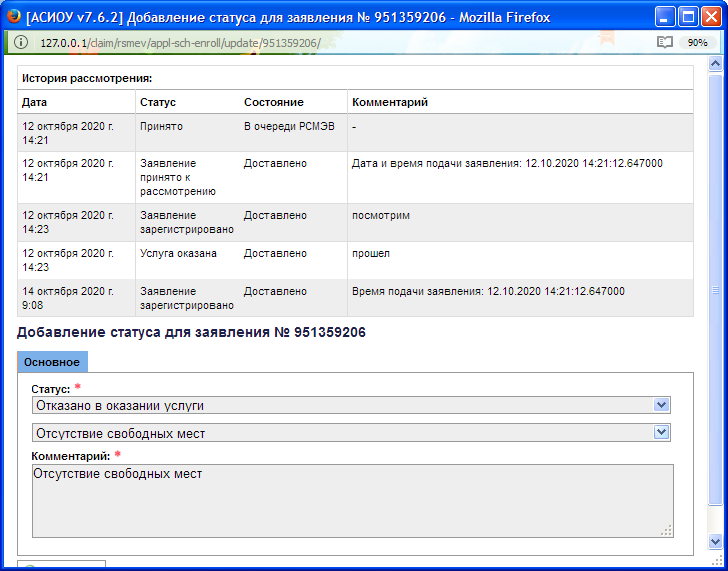 [АСИОУ v7.6.2] Добавление статуса для заявления № 951359206 - Mozilla Firefox
127.0.0.1/claim/rsmev/appl-sch-enroll/update/951359206/
90%
История рассмотрения:
Дата Статус Состояние Комментарий
12 октября 2020 г. 14:21 Принято В очереди РСМЭВ -
12 октября 2020 г. 14:21 Заявление принято к рассмотрению Доставлено Дата и время подачи заявления: 12.10.2020 14:21:12.647000
12 октября 2020 г. 14:23 Заявление зарегистрировано Доставлено посмотрим
12 октября 2020 г. 14:23 Услуга оказана Доставлено прошел
14 октября 2020 г. 9:08 Заявление зарегистрировано Доставлено Время подачи заявления: 12.10.2020 14:21:12.647000
Добавление статуса для заявления № 951359206
Основное
Статус: *
Отказано в оказании услуги
Отсутствие свободных мест
Комментарий: *
Отсутствие свободных мест